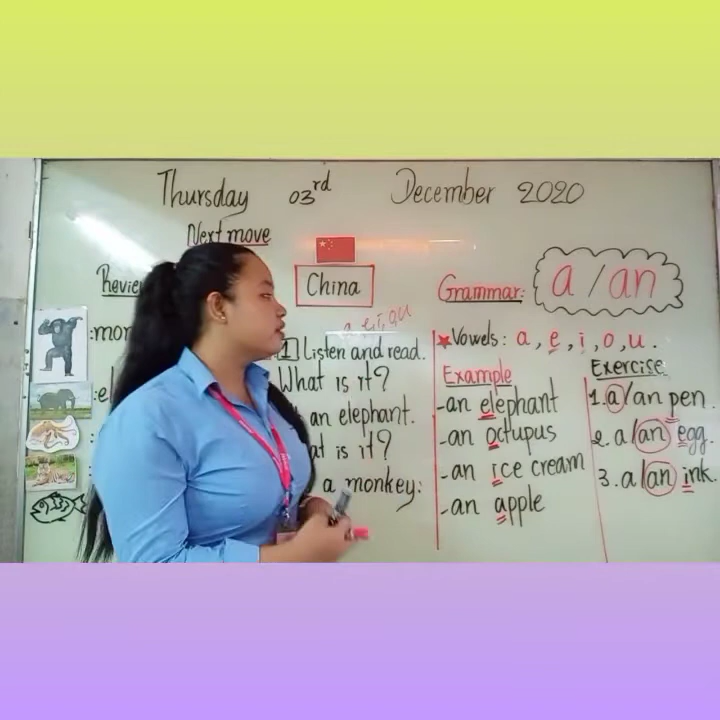 Thursday 03rd December 2020
Next move
Review
China
a e, i, o, u
:mon
:el
1 Listen and read.
What is it?
an elephant.
at is it?
a monkey:
Grammar: a / an
★ Vowels: a, e, i, o, u.
Example
-an elephant
-an octupus
-an ice cream
-an apple
Exercise:
1. a/an pen.
2. a/an egg.
3. a/an ink.